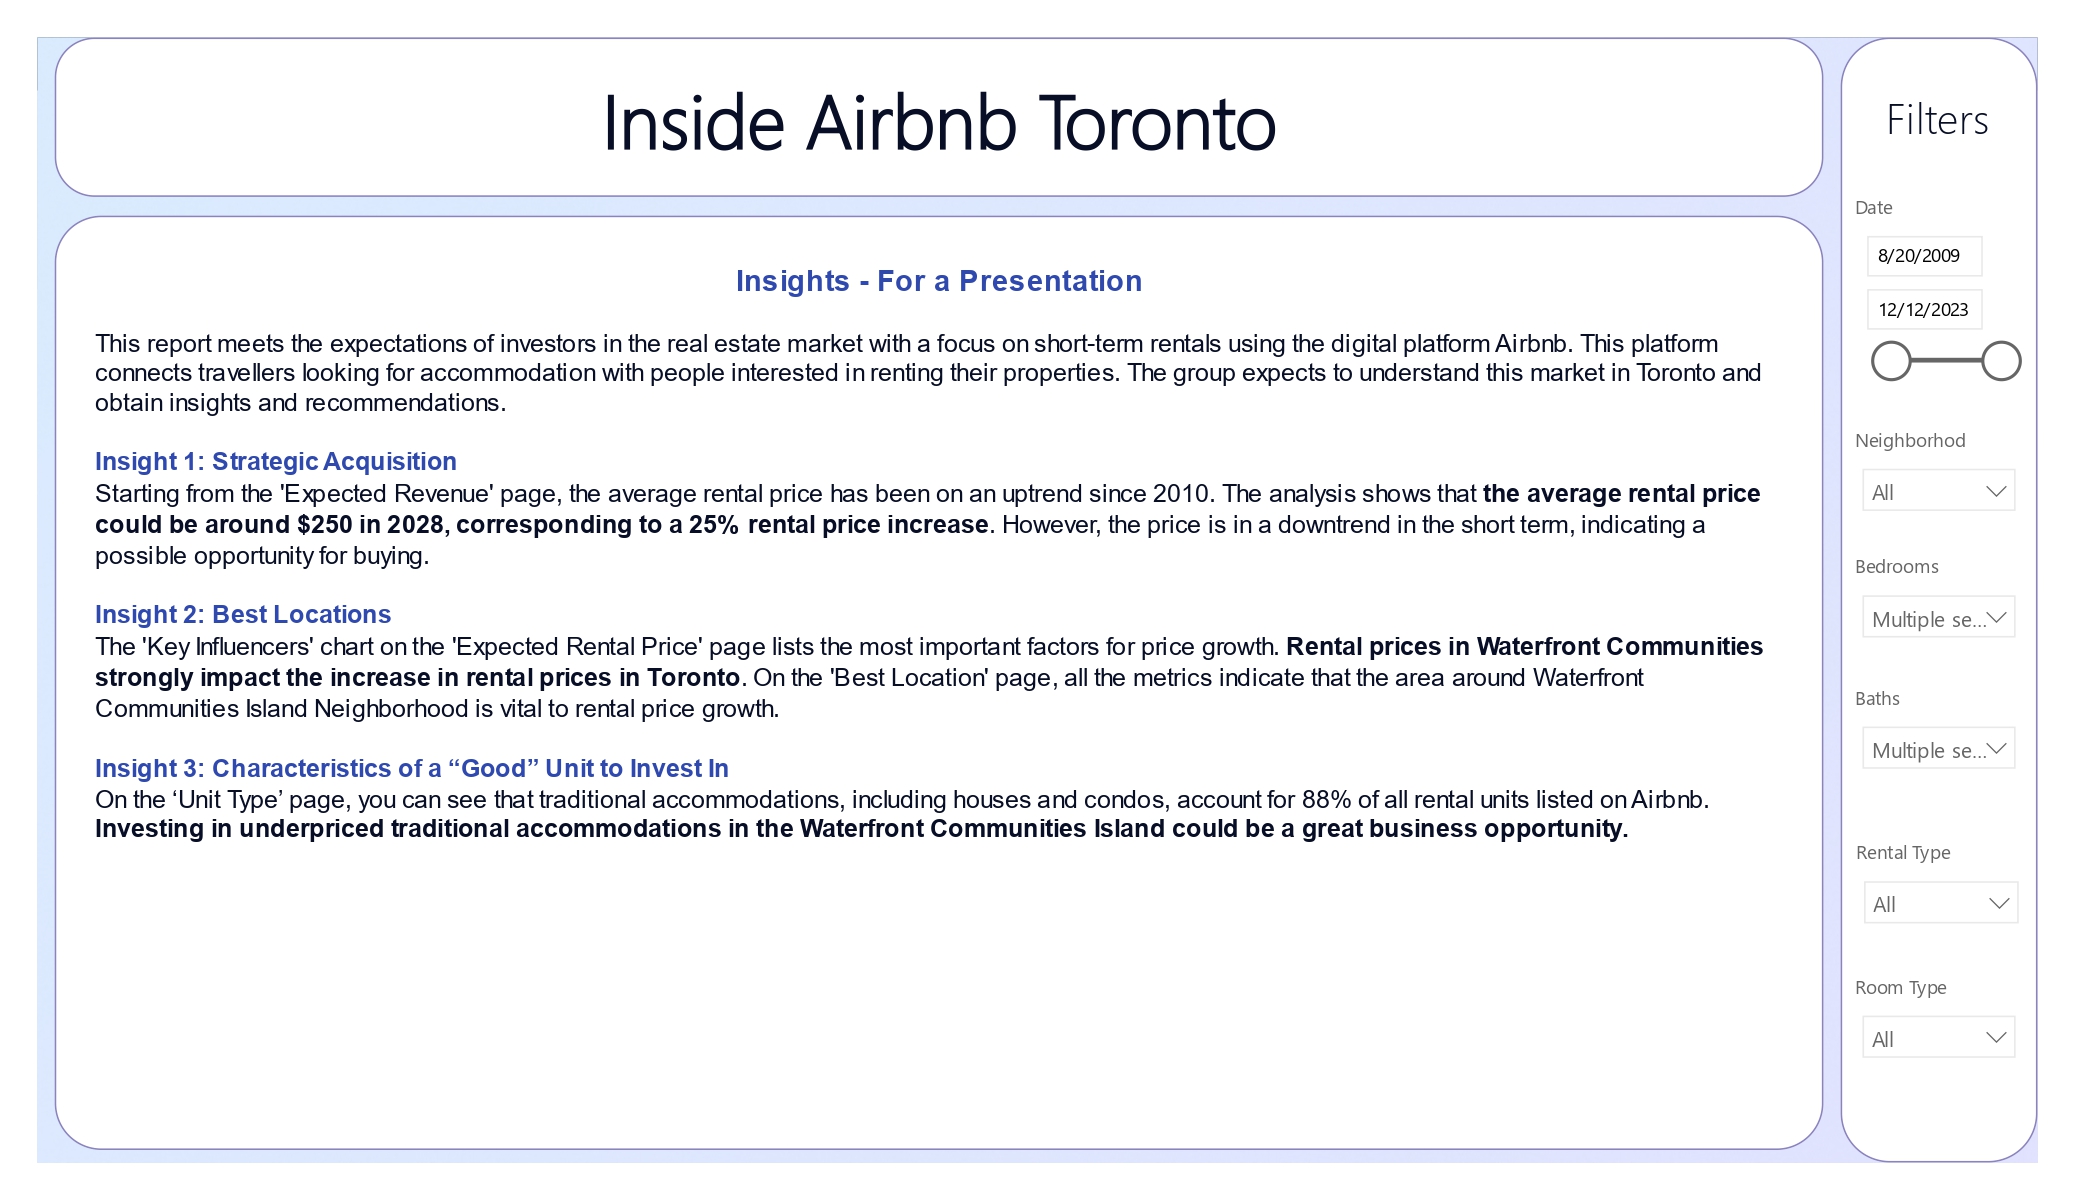 Inside Airbnb Toronto
Insights - For a Presentation
This report meets the expectations of investors in the real estate market with a focus on short-term rentals using the digital platform Airbnb. This platform
connects travellers looking for accommodation with people interested in renting their properties. The group expects to understand this market in Toronto and
obtain insights and recommendations.
Insight 1: Strategic Acquisition
Starting from the 'Expected Revenue' page, the average rental price has been on an uptrend since 2010. The analysis shows that the average rental price
could be around $250 in 2028, corresponding to a 25% rental price increase. However, the price is in a downtrend in the short term, indicating a
possible opportunity for buying.
Insight 2: Best Locations
The 'Key Influencers' chart on the 'Expected Rental Price' page lists the most important factors for price growth. Rental prices in Waterfront Communities
strongly impact the increase in rental prices in Toronto. On the 'Best Location' page, all the metrics indicate that the area around Waterfront
Communities Island Neighborhood is vital to rental price growth.
Insight 3: Characteristics of a “Good” Unit to Invest In
On the ‘Unit Type’ page, you can see that traditional accommodations, including houses and condos, account for 88% of all rental units listed on Airbnb.
Investing in underpriced traditional accommodations in the Waterfront Communities Island could be a great business opportunity.
Filters
Date
8/20/2009
12/12/2023
Neighborhod
All
Bedrooms
Multiple se...
Baths
Multiple se...
Rental Type
All
Room Type
All